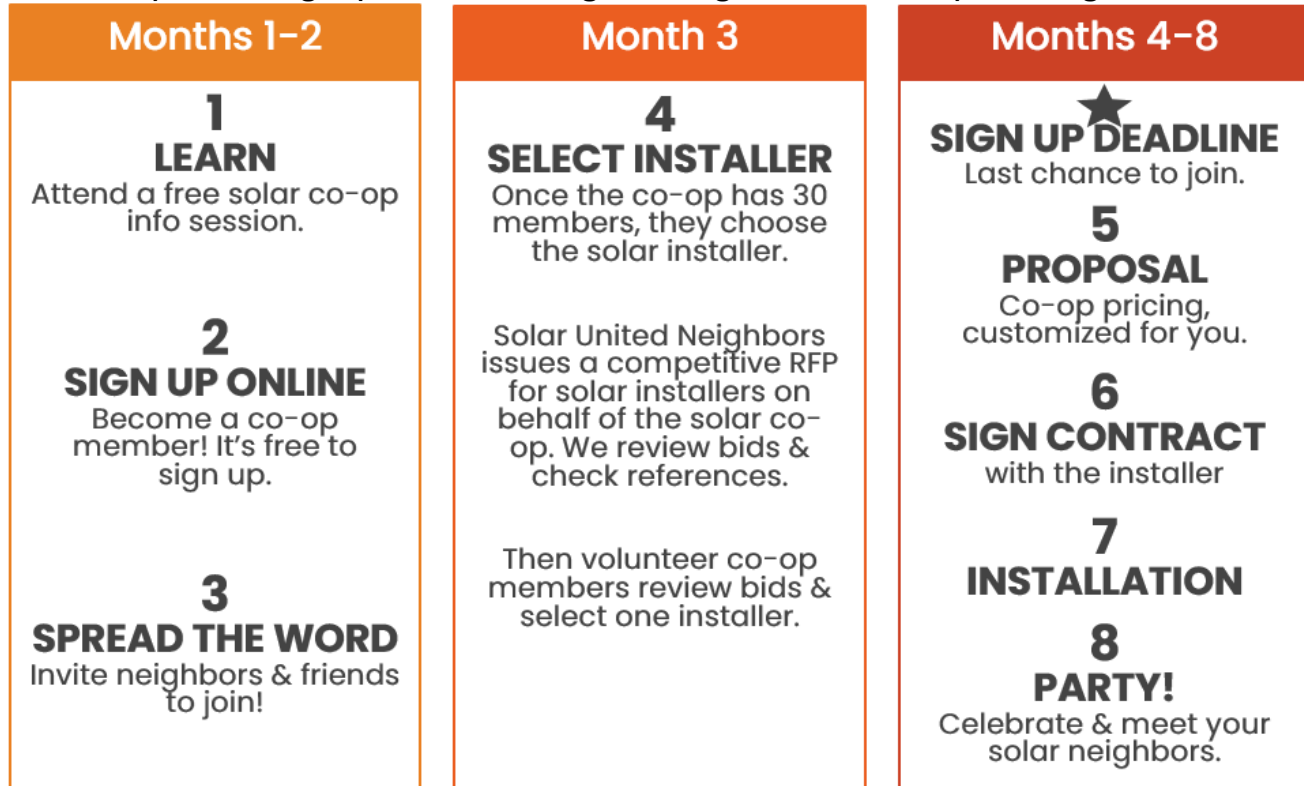 Months 1-2
1
LEARN
Attend a free solar co-op
info session.
2
SIGN UP ONLINE
Become a co-op
member! It's free to
sign up.
3
SPREAD THE WORD
Invite neighbors & friends
to join!
Month 3
4
SELECT INSTALLER
Once the co-op has 30
members, they choose
the solar installer.
Solar United Neighbors
issues a competitive RFP
for solar installers on
behalf of the solar co-
op. We review bids &
check references.
Then volunteer co-op
members review bids &
select one installer.
Months 4-8
SIGN UP DEADLINE
Last chance to join.
5
PROPOSAL
Co-op pricing,
customized for you.
6
SIGN CONTRACT
with the installer
7
INSTALLATION
8
PARTY!
Celebrate & meet your
solar neighbors.